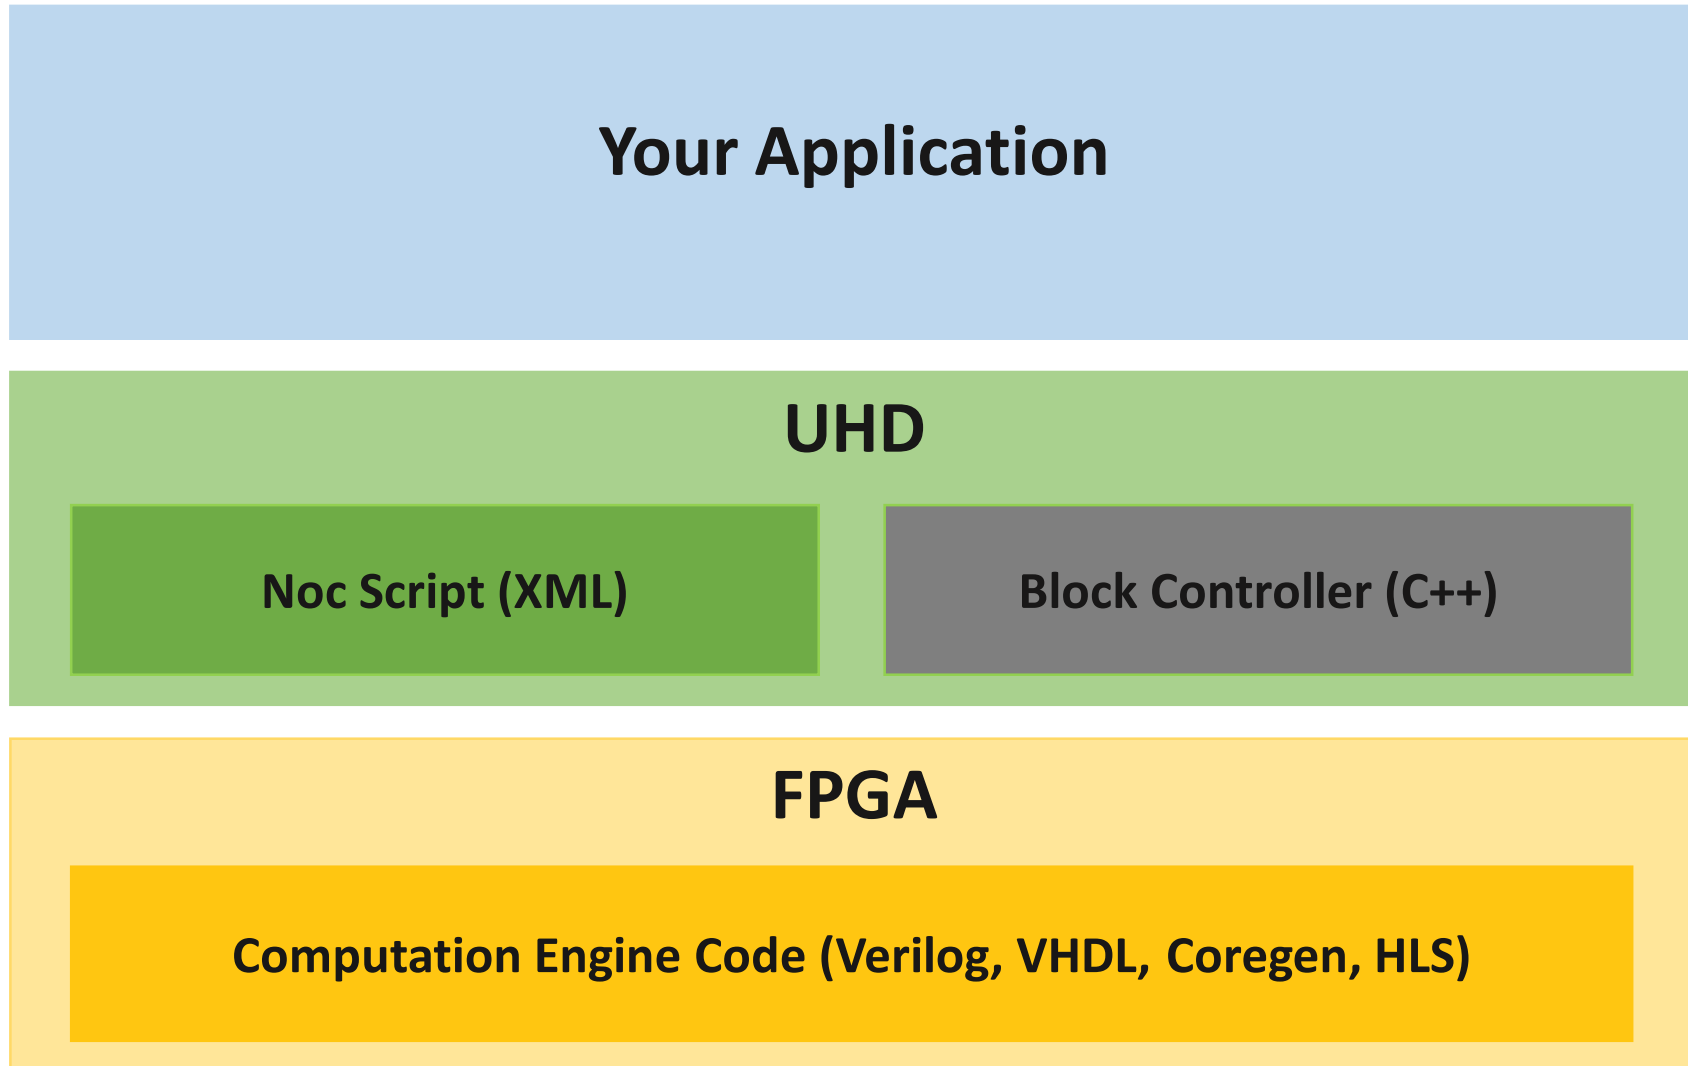 Your Application
UHD
Noc Script (XML)
Block Controller (C++)
FPGA
Computation Engine Code (Verilog, VHDL, Coregen, HLS)